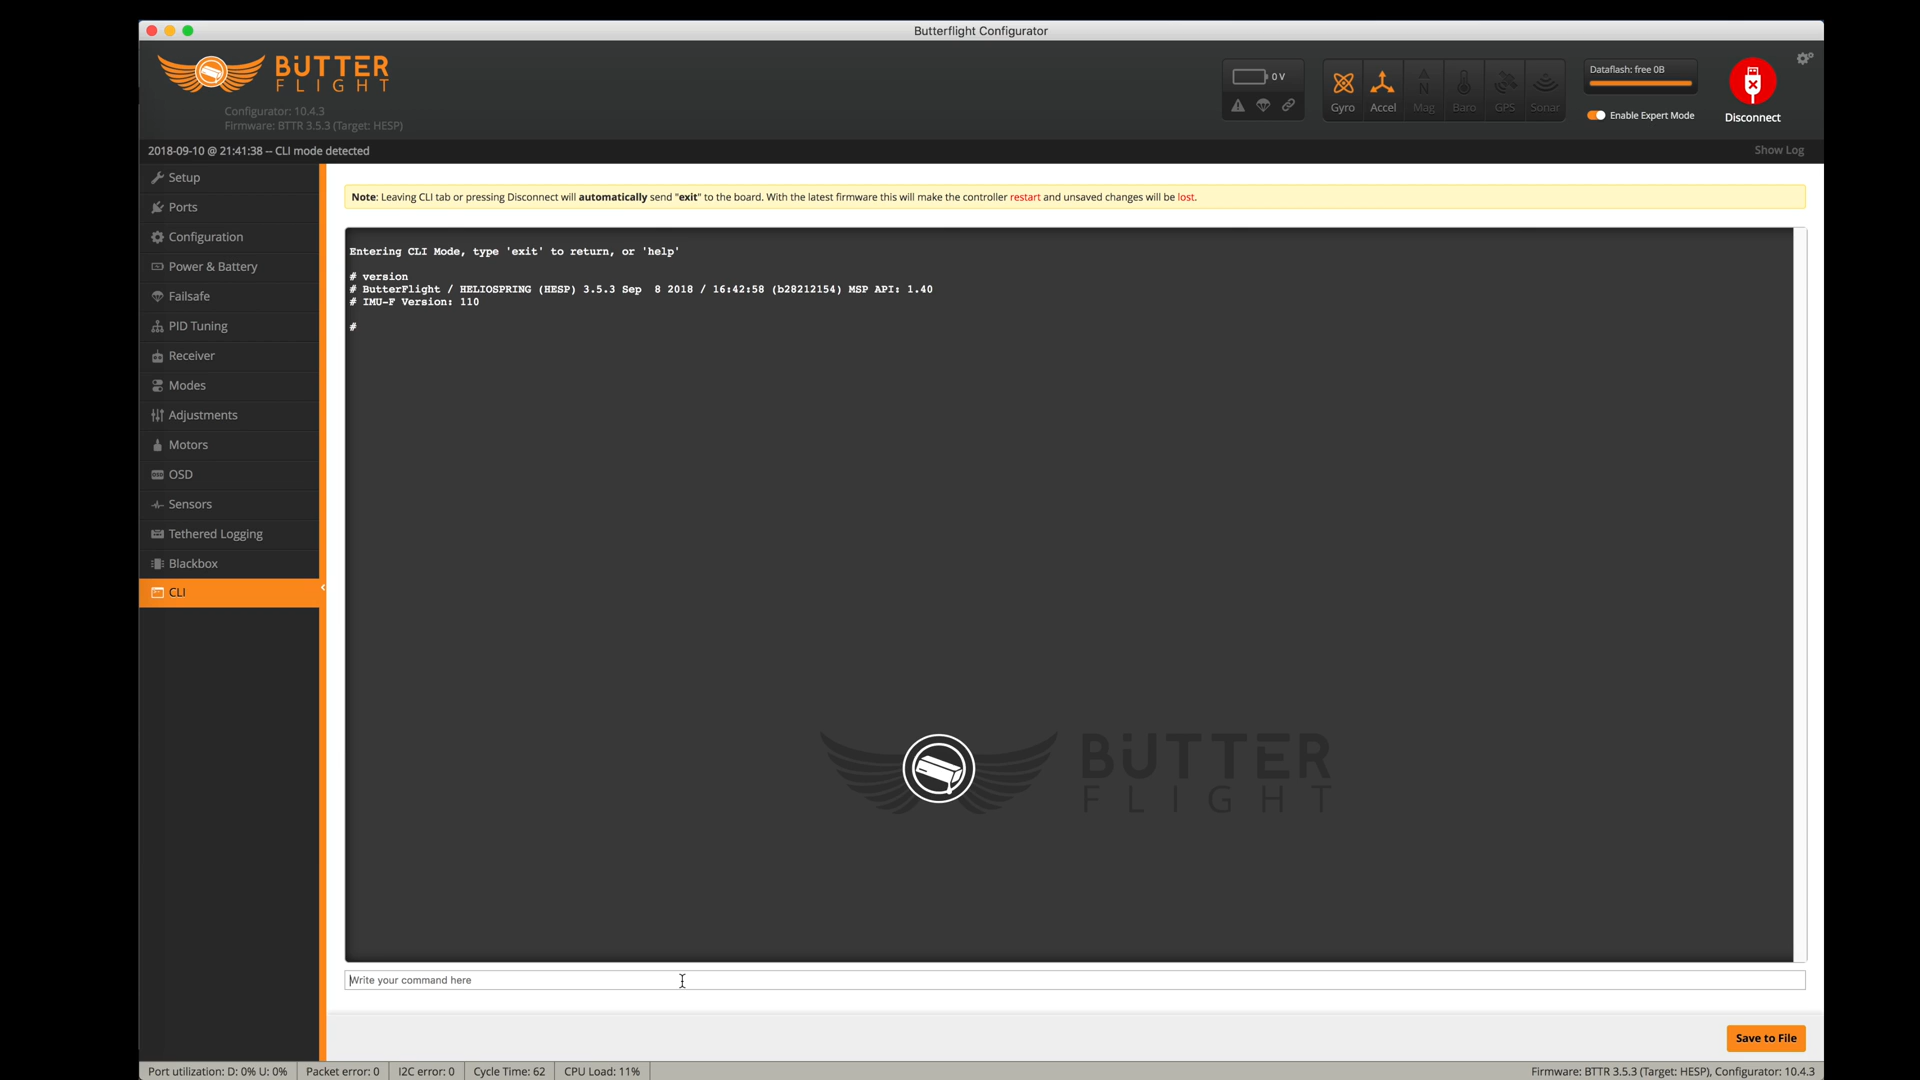 Butterflight Configurator
BUTTER
FLIGHT
Configurator: 10.4.3
Firmware: BTTR 3.5.3 (Target: HESP)
0 V
Gyro
Accel
Mag
Baro
GPS
Sonar
Dataflash: free 0B
Enable Expert Mode
Disconnect
2018-09-10 @ 21:41:38 -- CLI mode detected
Show Log
Setup
Ports
Configuration
Power & Battery
Failsafe
PID Tuning
Receiver
Modes
Adjustments
Motors
OSD
Sensors
Tethered Logging
Blackbox
CLI
Note: Leaving CLI tab or pressing Disconnect will automatically send "exit" to the board. With the latest firmware this will make the controller restart and unsaved changes will be lost.
Entering CLI Mode, type 'exit' to return, or 'help'
# version
# ButterFlight / HELIOSPRING (HESP) 3.5.3 Sep  8 2018 / 16:42:58 (b28212154) MSP API: 1.40
# IMU-F Version: 110
#
BUTTER
FLIGHT
Write your command here
Save to File
Port utilization: D: 0% U: 0%
Packet error: 0
I2C error: 0
Cycle Time: 62
CPU Load: 11%
Firmware: BTTR 3.5.3 (Target: HESP), Configurator: 10.4.3